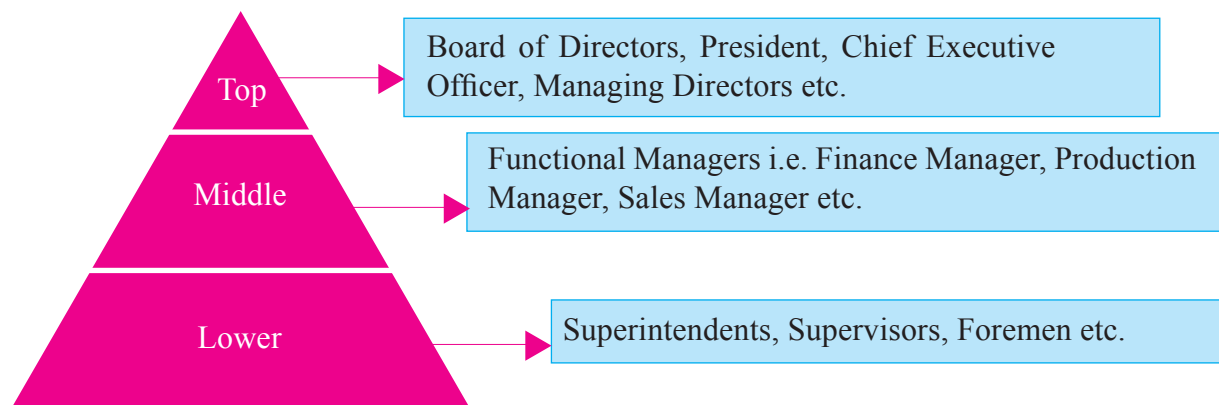 Top
Board of Directors, President, Chief Executive
Officer, Managing Directors etc.
Middle
Functional Managers i.e. Finance Manager, Production
Manager, Sales Manager etc.
Lower
Superintendents, Supervisors, Foremen etc.